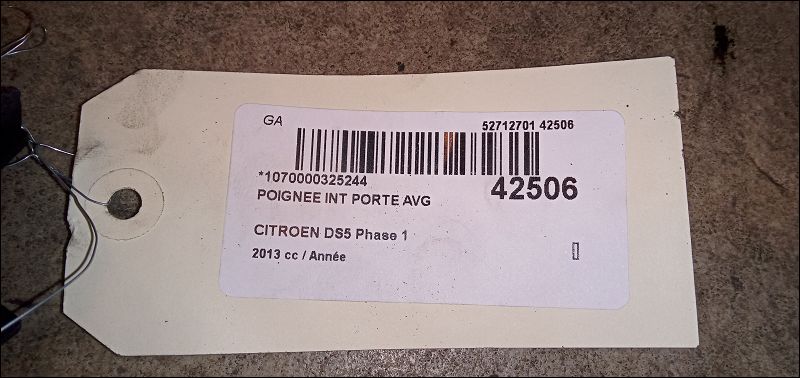 GA
52712701 42506
*1070000325244
42506
POIGNEE INT PORTE AVG
CITROEN DS5 Phase 1
2013 cc / Année